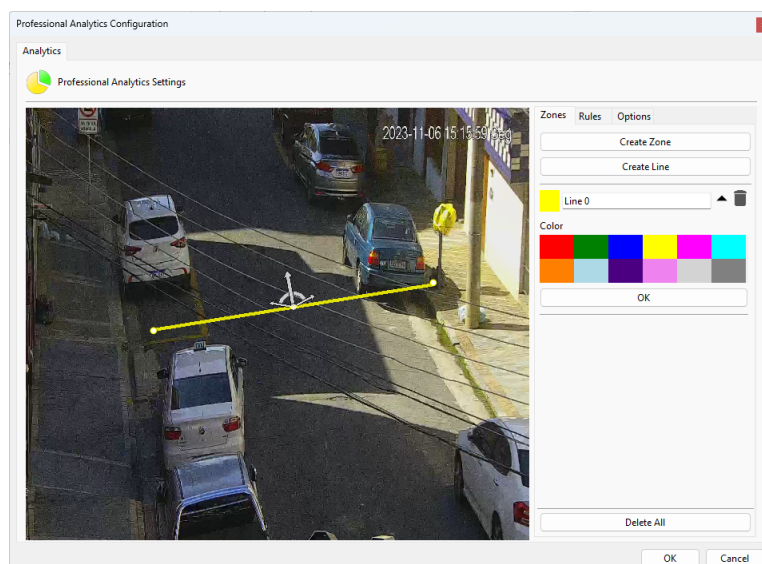 Professional Analytics Configuration
Analytics
Professional Analytics Settings
2023-11-06 15:15:59 Seg
Zones Rules Options
Create Zone
Create Line
Line 0
Color
OK
Delete All
OK Cancel